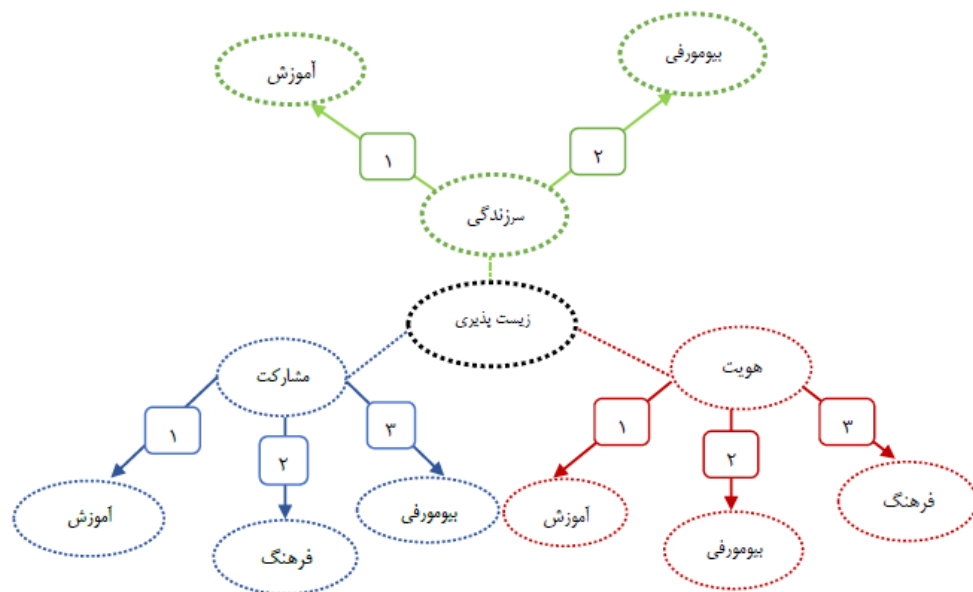 بیومورفی
آموزش
۲
۱
سرزندگی
زیست پذیری
هویت
مشارکت
۳
۲
۱
۳
۲
۱
فرهنگ
بیومورفی
آموزش
بیومورفی
فرهنگ
آموزش